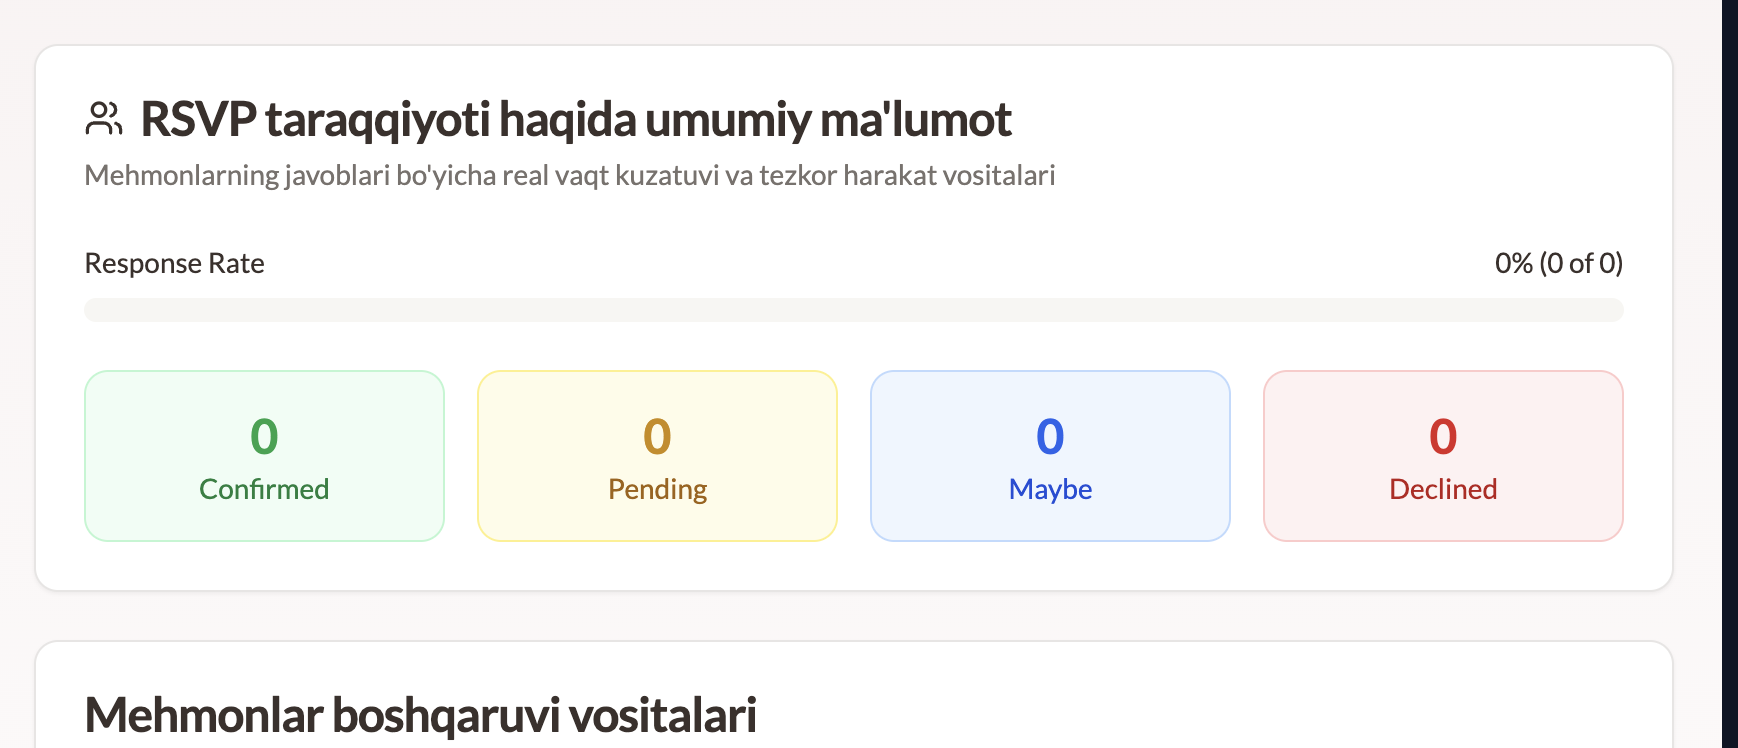 RSVP taraqqiyoti haqida umumiy ma'lumot
Mehmonlarning javoblari bo'yicha real vaqt kuzatuvi va tezkor harakat vositalari
Response Rate
0% (0 of 0)
0
Confirmed
0
Pending
0
Maybe
0
Declined
Mehmonlar boshqaruvi vositalari